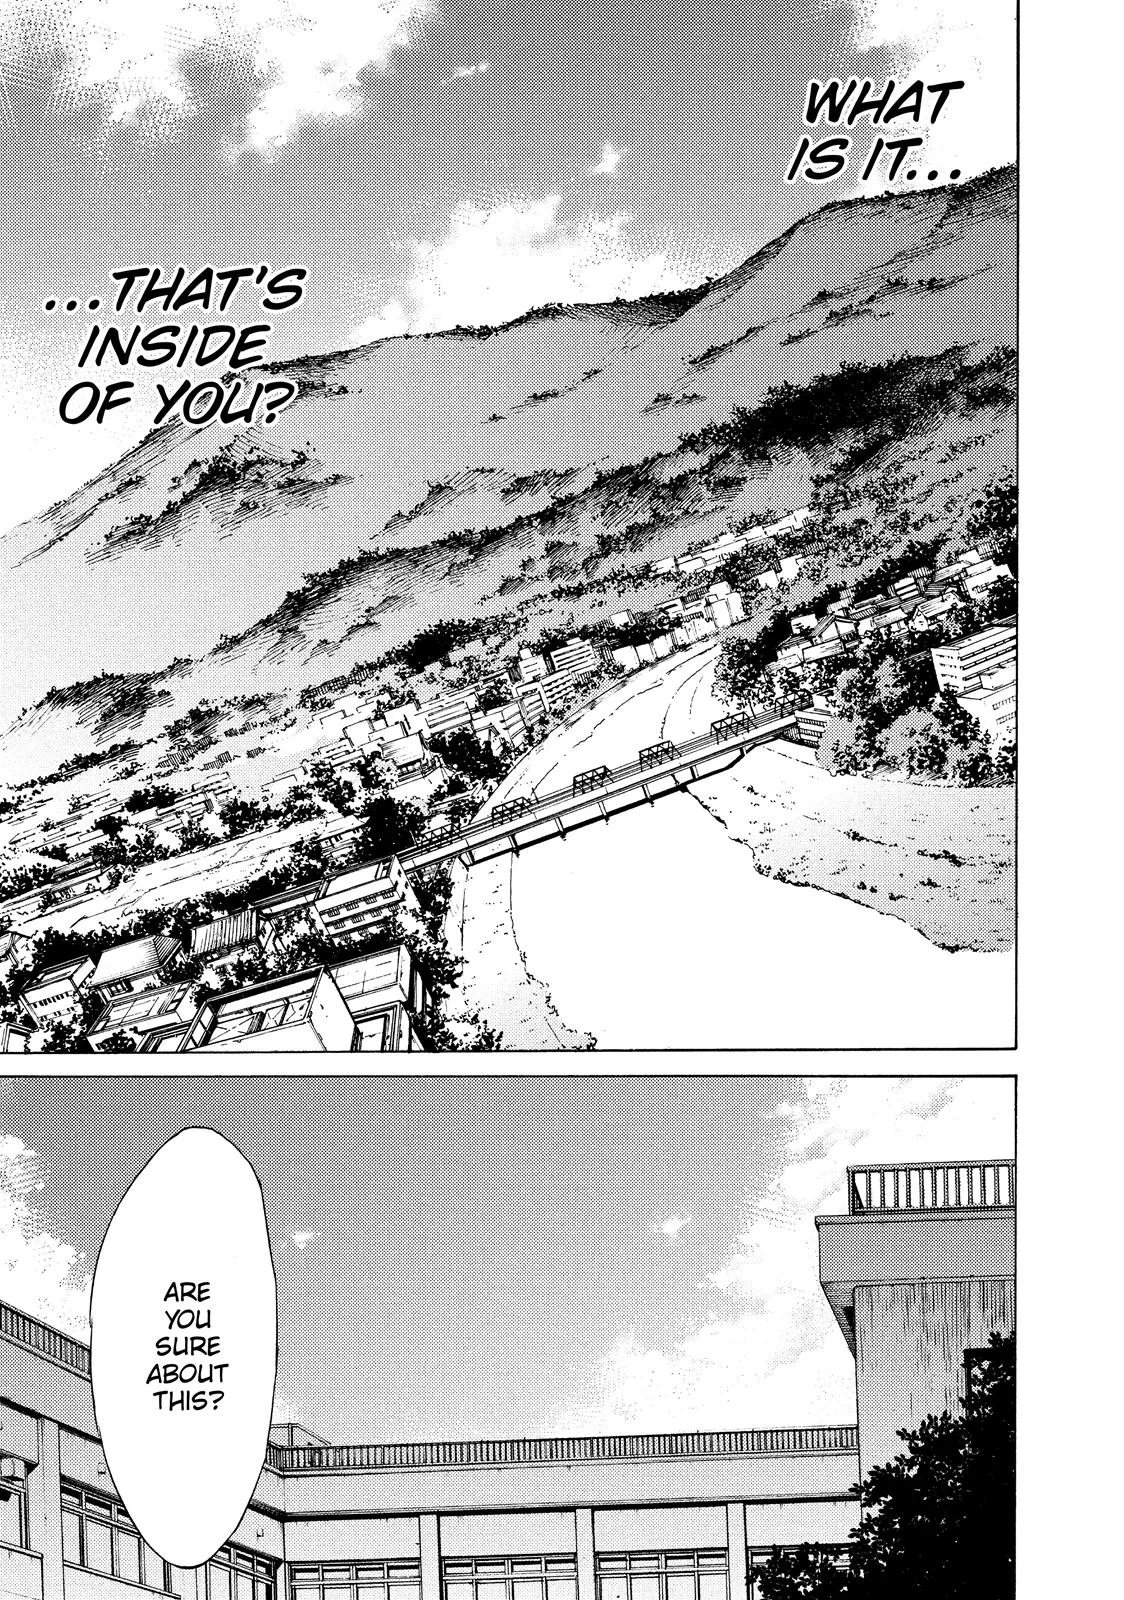 WHAT
IS IT...
...THAT'S
INSIDE
OF YOU?
ARE
YOU
SURE
ABOUT
THIS?